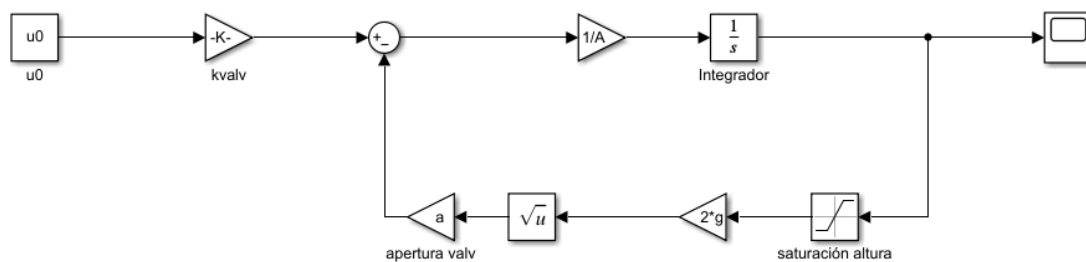 u0
u0
-K-
kvalv
+
−
1/A
1
s
Integrador
a
apertura valv
√u
2*g
saturación altura